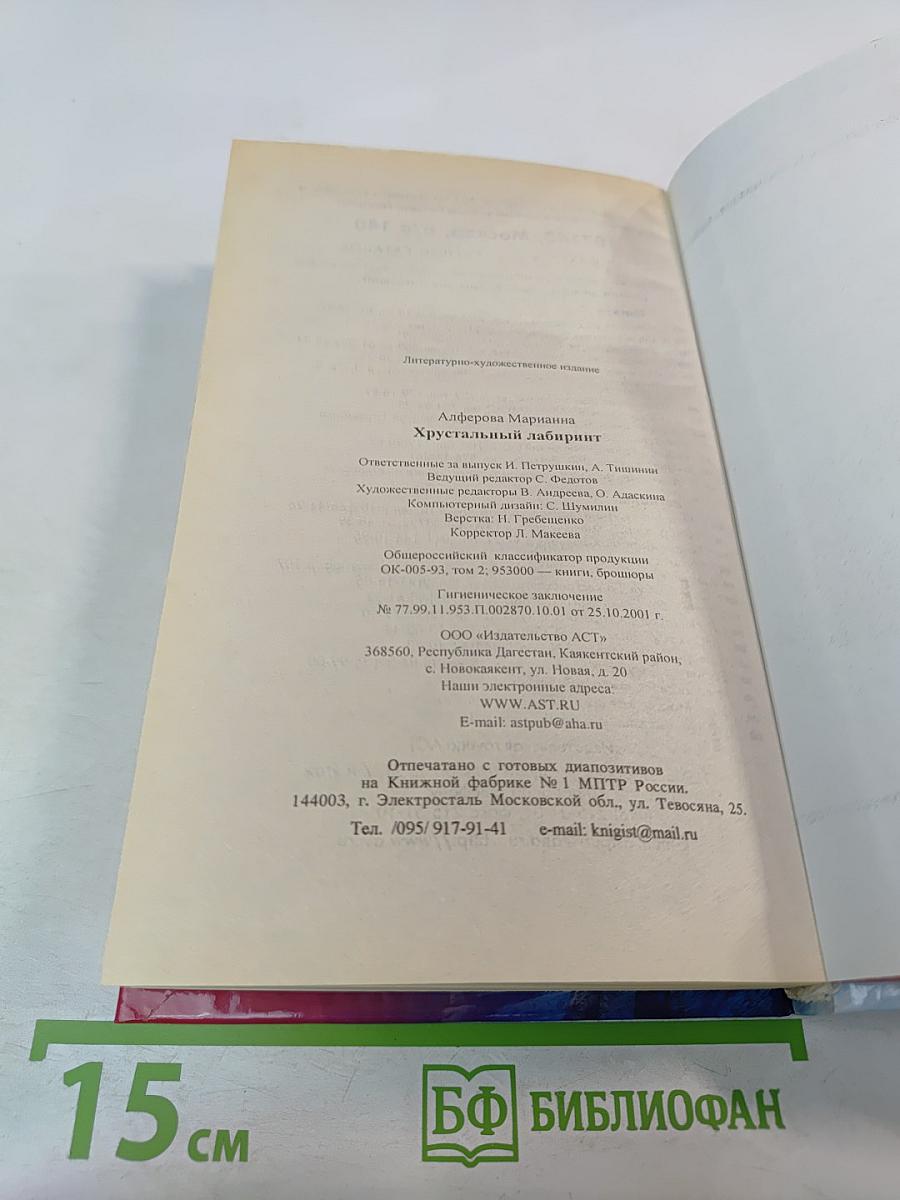 Литературно-художественное издание
Алферова Марианна
Хрустальный лабиринт
Ответственные за выпуск И. Петрушкин, А. Тишинин
Ведущий редактор С. Федотов
Художественные редакторы В. Андреева, О. Адаскина
Компьютерный дизайн: С. Шумилин
Верстка: Н. Гребещенко
Корректор Л. Макеева
Общероссийский классификатор продукции
ОК-005-93, том 2; 953000 — книги, брошюры
Гигиеническое заключение
№ 77.99.11.953.П.002870.10.01 от 25.10.2001 г.
ООО «Издательство АСТ»
368560, Республика Дагестан, Каякентский район,
с. Новокаякент, ул. Новая, д. 20
Наши электронные адреса:
WWW.AST.RU
E-mail: astpub@aha.ru
Отпечатано с готовых диапозитивов
на Книжной фабрике № 1 МПТР России.
144003, г. Электросталь Московской обл., ул. Тевосяна, 25.
Тел. /095/ 917-91-41 e-mail: knigist@mail.ru
15 см
БФ БИБЛИОФАН